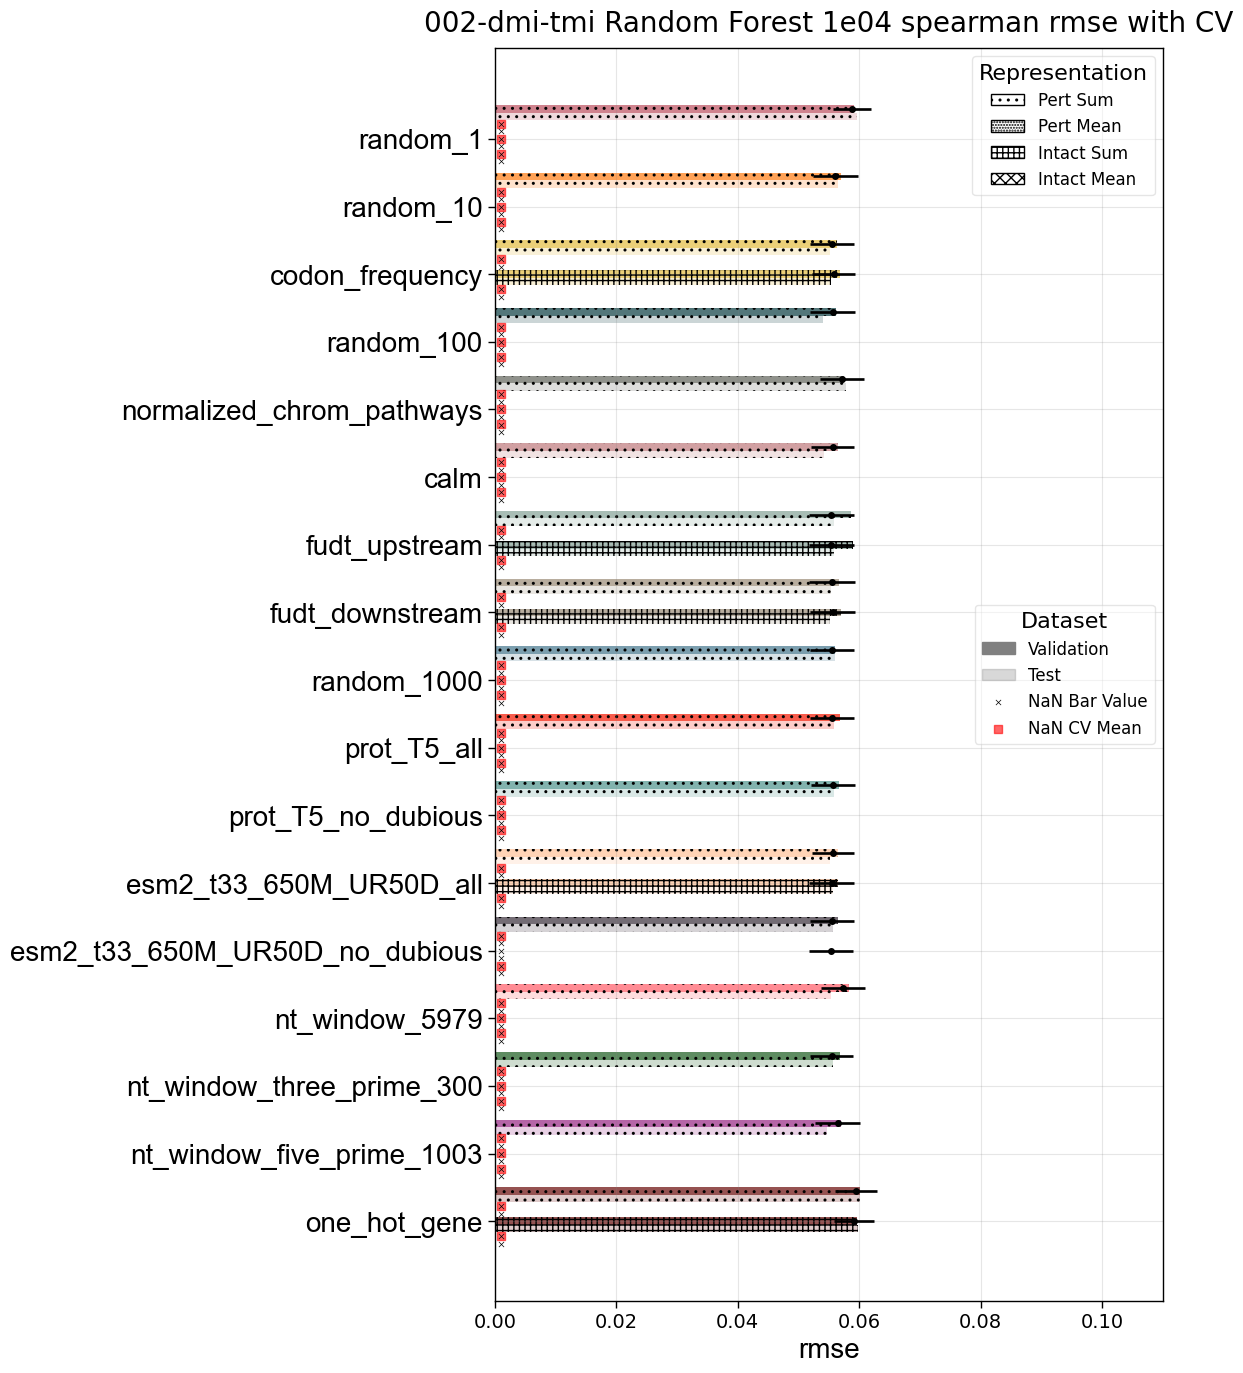 002-dmi-tmi Random Forest 1e04 spearman rmse with CV
Representation
Pert Sum
Pert Mean
Intact Sum
Intact Mean
random_1
random_10
codon_frequency
random_100
normalized_chrom_pathways
calm
fudt_upstream
fudt_downstream
random_1000
prot_T5_all
prot_T5_no_dubious
esm2_t33_650M_UR50D_all
esm2_t33_650M_UR50D_no_dubious
nt_window_5979
nt_window_three_prime_300
nt_window_five_prime_1003
one_hot_gene
Dataset
Validation
Test
NaN Bar Value
NaN CV Mean
0.00 0.02 0.04 0.06 0.08 0.10
rmse